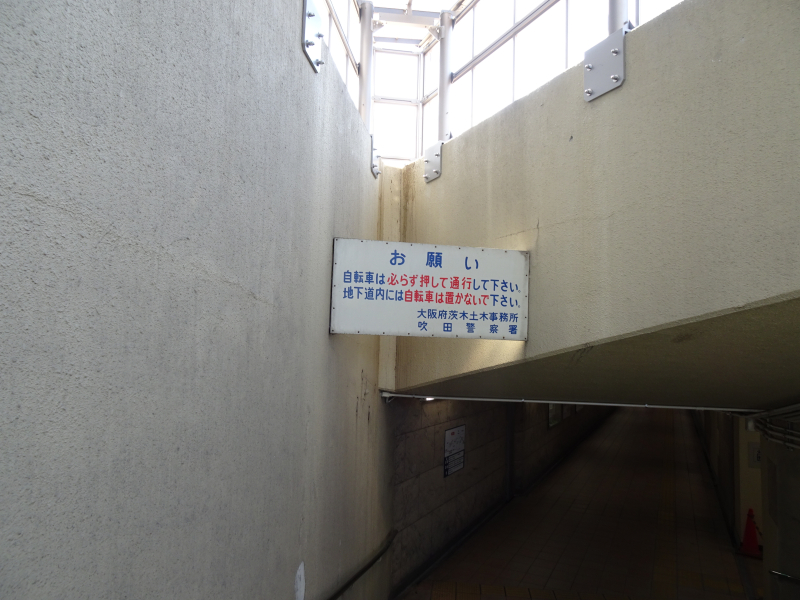 お願い
自転車は必らず押して通行して下さい。
地下道内には自転車は置かないで下さい。
大阪府茨木土木事務所
吹田警察署